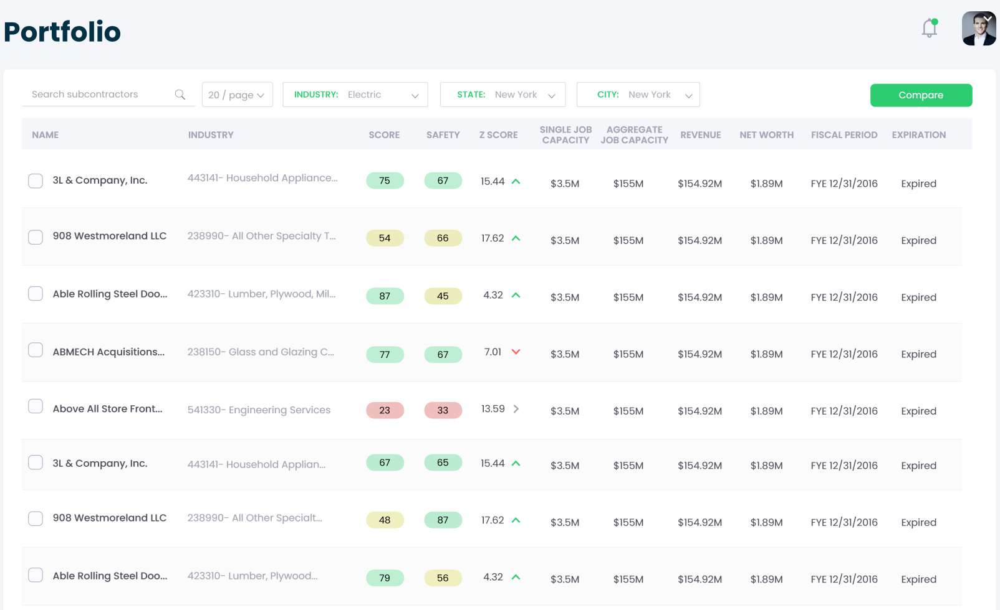 Portfolio
Search subcontractors
20 / page
INDUSTRY: Electric
STATE: New York
CITY: New York
Compare
NAME INDUSTRY SCORE SAFETY Z SCORE SINGLE JOB CAPACITY AGGREGATE JOB CAPACITY REVENUE NET WORTH FISCAL PERIOD EXPIRATION
3L & Company, Inc. 443141- Household Appliance... 75 67 15.44 $3.5M $155M $154.92M $1.89M FYE 12/31/2016 Expired
908 Westmoreland LLC 238990- All Other Specialty T... 54 66 17.62 $3.5M $155M $154.92M $1.89M FYE 12/31/2016 Expired
Able Rolling Steel Doo... 423310- Lumber, Plywood, Mil... 87 45 4.32 $3.5M $155M $154.92M $1.89M FYE 12/31/2016 Expired
ABMECH Acquisitions... 238150- Glass and Glazing C... 77 67 7.01 $3.5M $155M $154.92M $1.89M FYE 12/31/2016 Expired
Above All Store Front... 541330- Engineering Services 23 33 13.59 $3.5M $155M $154.92M $1.89M FYE 12/31/2016 Expired
3L & Company, Inc. 443141- Household Applian... 67 65 15.44 $3.5M $155M $154.92M $1.89M FYE 12/31/2016 Expired
908 Westmoreland LLC 238990- All Other Specialt... 48 87 17.62 $3.5M $155M $154.92M $1.89M FYE 12/31/2016 Expired
Able Rolling Steel Doo... 423310- Lumber, Plywood... 79 56 4.32 $3.5M $155M $154.92M $1.89M FYE 12/31/2016 Expired